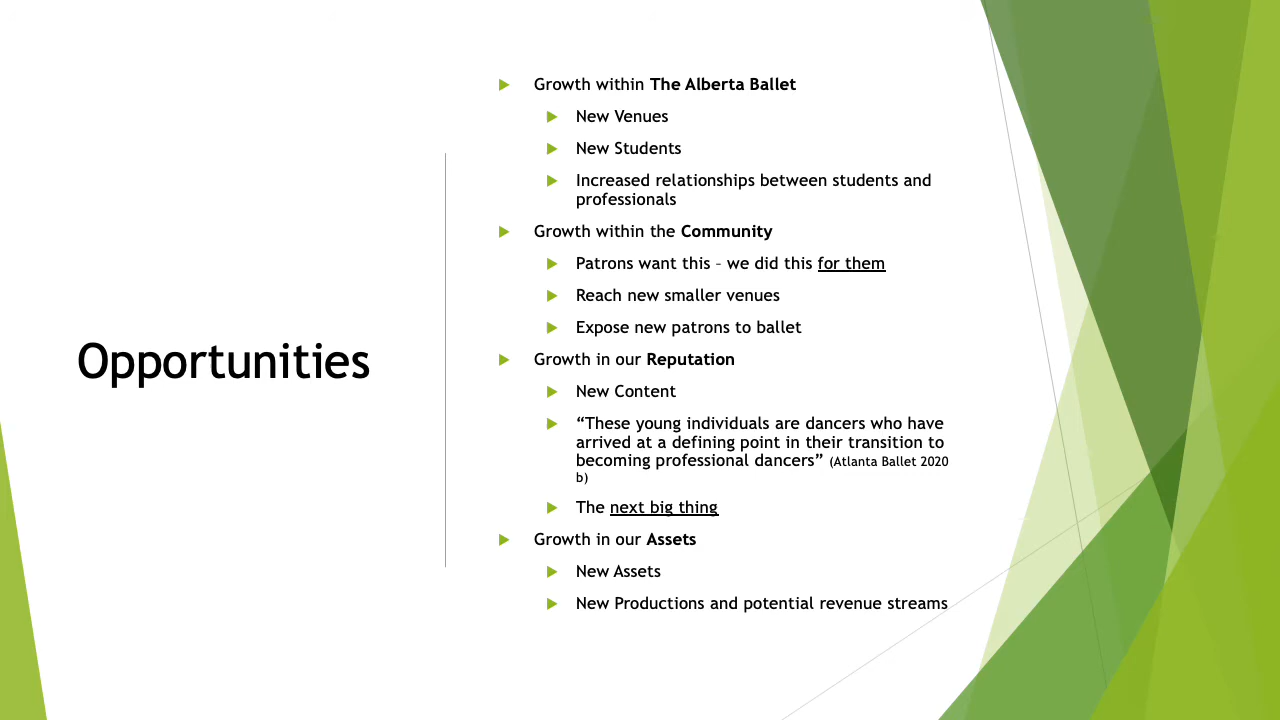 Opportunities
Growth within The Alberta Ballet
New Venues
New Students
Increased relationships between students and
professionals
Growth within the Community
Patrons want this – we did this for them
Reach new smaller venues
Expose new patrons to ballet
Growth in our Reputation
New Content
“These young individuals are dancers who have
arrived at a defining point in their transition to
becoming professional dancers” (Atlanta Ballet 2020
b)
The next big thing
Growth in our Assets
New Assets
New Productions and potential revenue streams